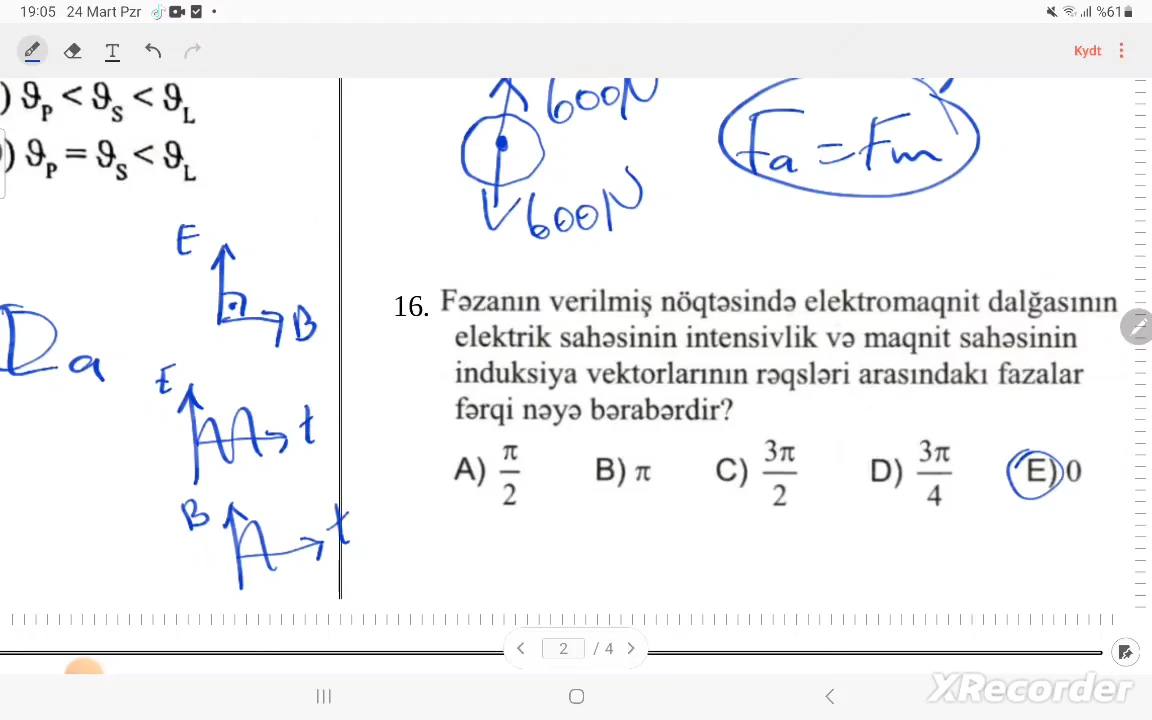 19:05 24 Mart Pzr
%61
T
Kydt
) ϑP < ϑS < ϑL
) ϑP = ϑS < ϑL
600N
600N
Fa = Fm
E
B
Da
E
t
B
t
16. Fəzanın verilmiş nöqtəsində elektromaqnit dalğasının
elektrik sahəsinin intensivlik və maqnit sahəsinin
induksiya vektorlarının rəqsləri arasındakı fazalar
fərqi nəyə bərabərdir?
A) π/2 B) π C) 3π/2 D) 3π/4 E) 0
2 / 4
XRecorder